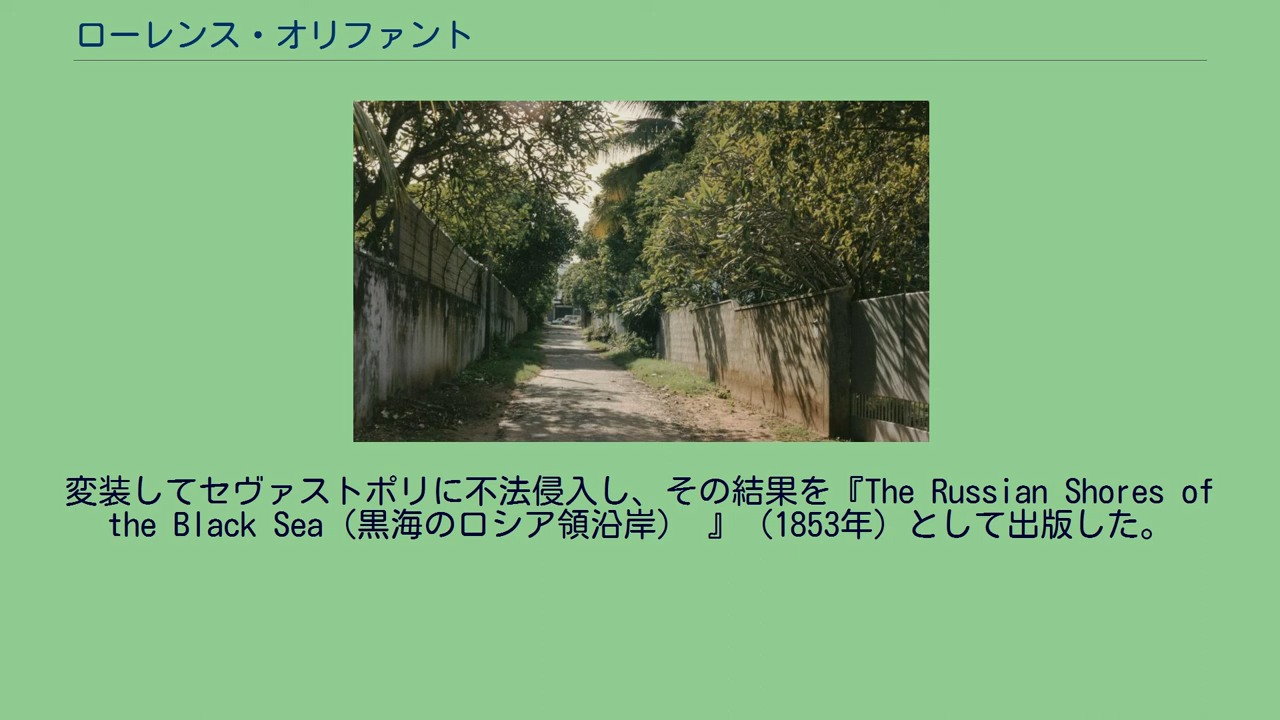 ローレンス・オリファント
変装してセヴァストポリに不法侵入し、その結果を『The Russian Shores of
the Black Sea（黒海のロシア領沿岸） 』（1853年）として出版した。